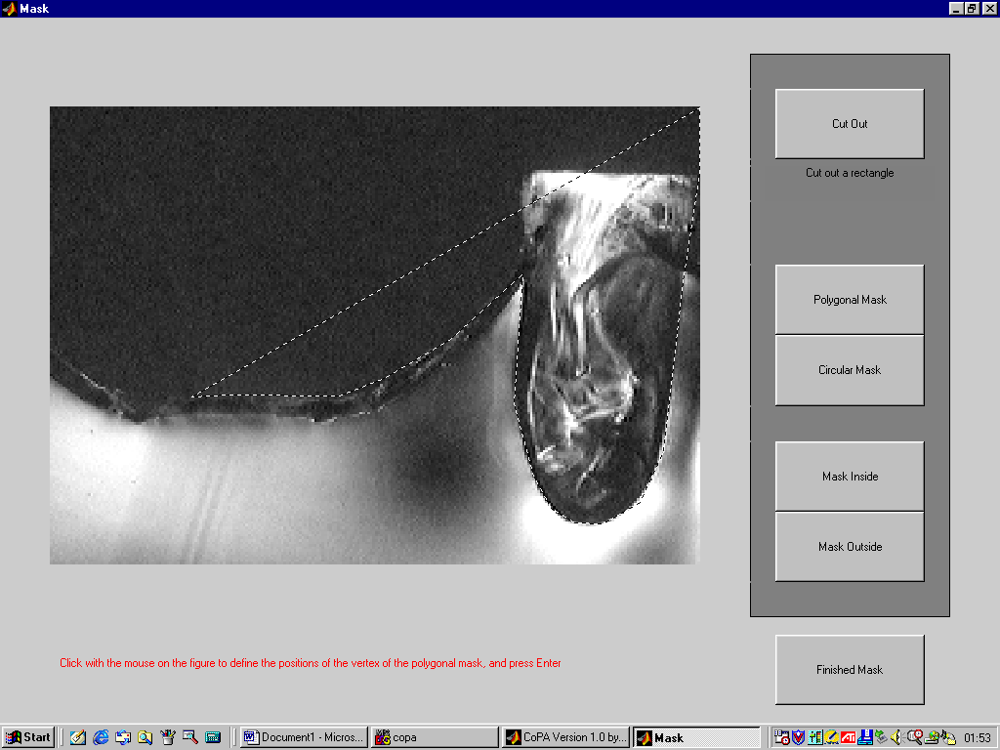 Mask
Cut Out
Cut out a rectangle
Polygonal Mask
Circular Mask
Mask Inside
Mask Outside
Click with the mouse on the figure to define the positions of the vertex of the polygonal mask, and press Enter
Finished Mask
Start
Document1 - Micros...
copa
CoPA Version 1.0 by...
Mask
01:53